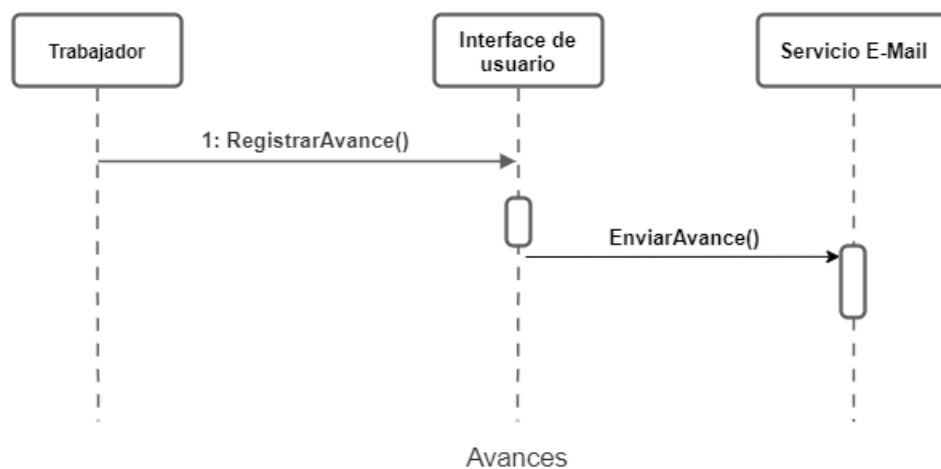 Trabajador
Interface de
usuario
Servicio E-Mail
1: RegistrarAvance()
EnviarAvance()
Avances